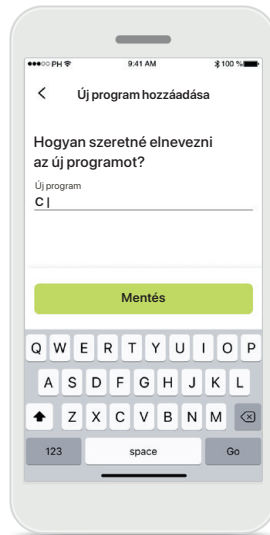 ●●●○○ PH 9:41 AM 100 %
Új program hozzáadása
Hogyan szeretné elnevezni
az új programot?
Új program
C |
Mentés
Q W E R T Y U I O P
A S D F G H J K L
Z X C V B N M
123 space Go